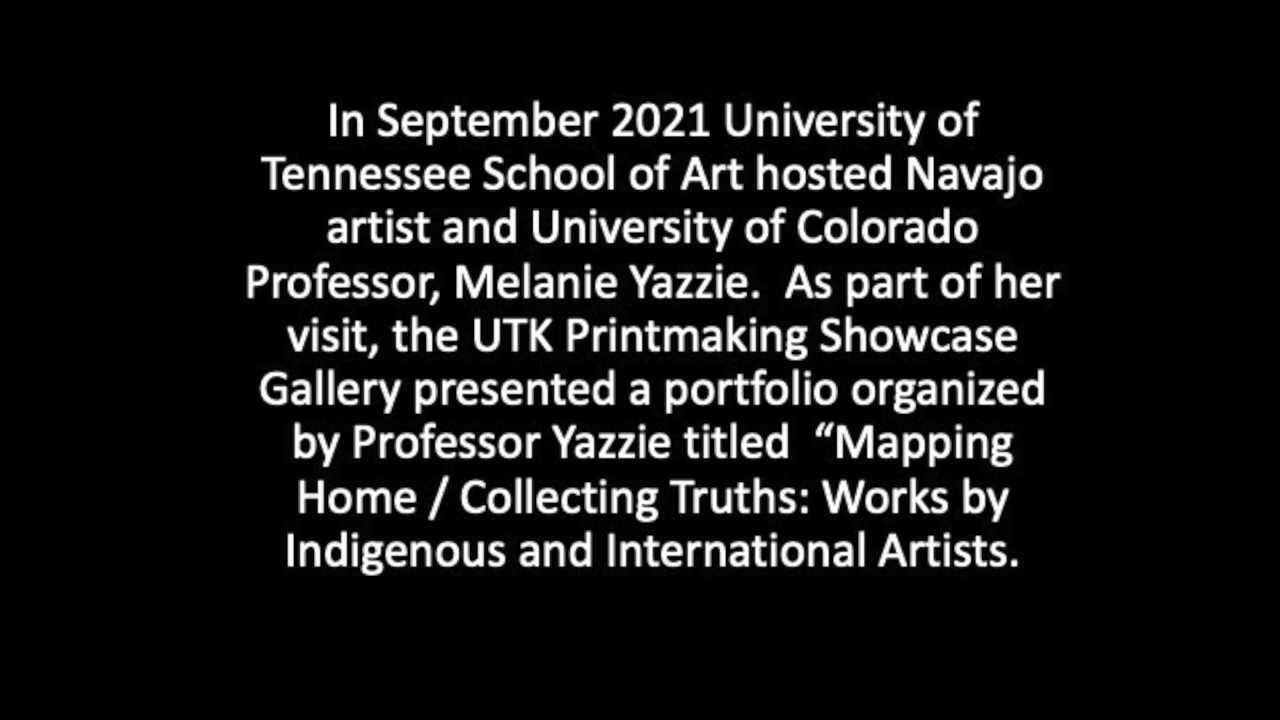 In September 2021 University of
Tennessee School of Art hosted Navajo
artist and University of Colorado
Professor, Melanie Yazzie.  As part of her
visit, the UTK Printmaking Showcase
Gallery presented a portfolio organized
by Professor Yazzie titled  “Mapping
Home / Collecting Truths: Works by
Indigenous and International Artists.